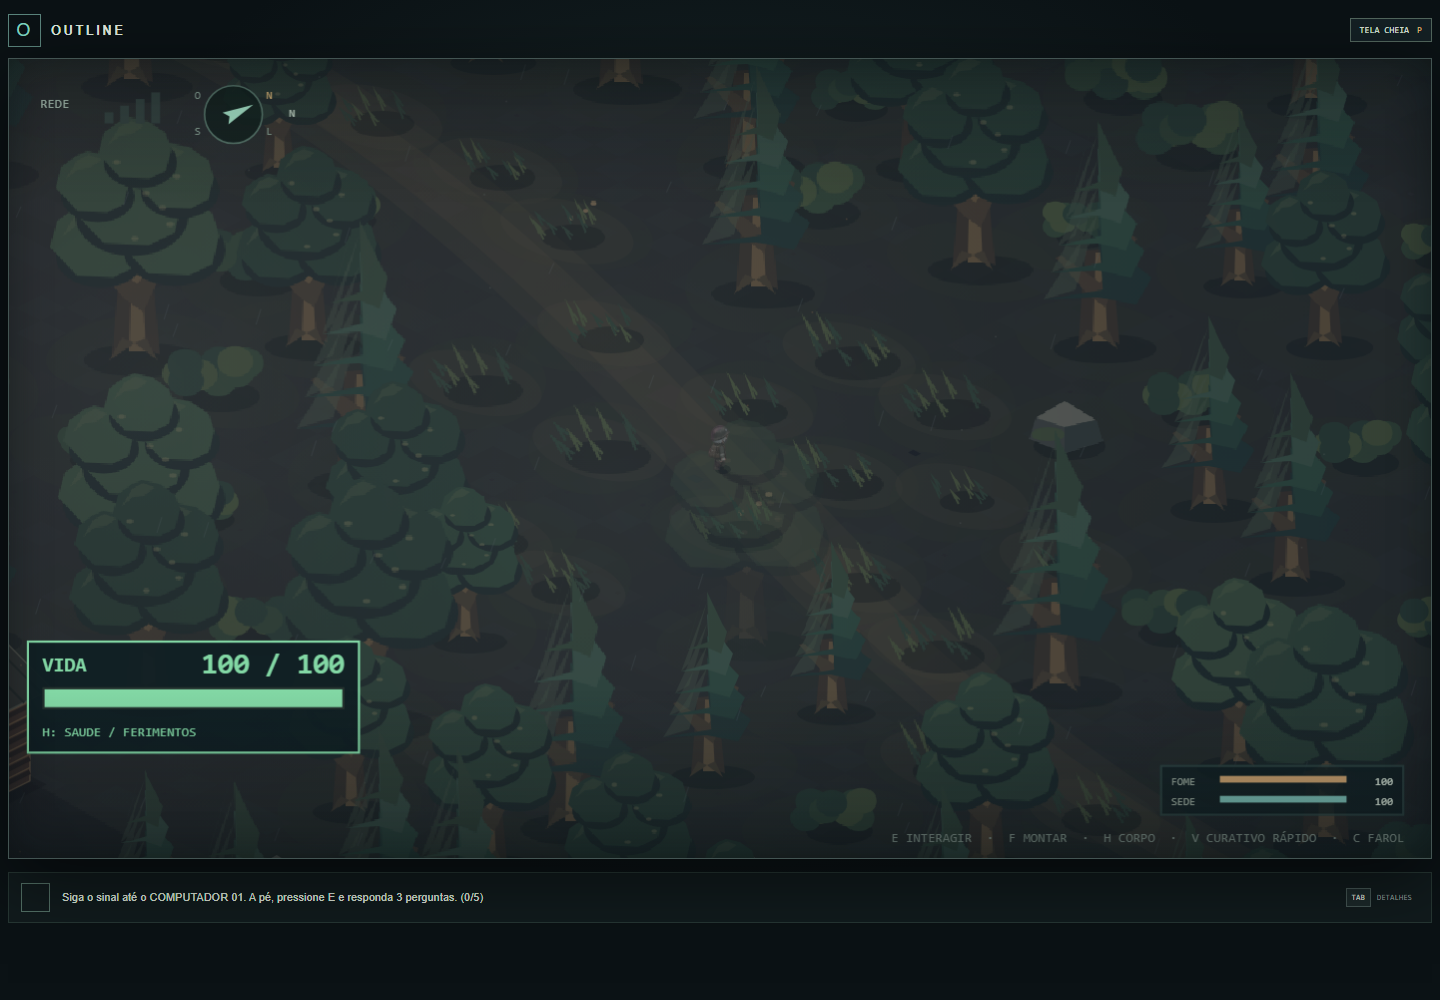 O OUTLINE
TELA CHEIA P
REDE
O N
N
S L
VIDA 100 / 100
H: SAUDE / FERIMENTOS
FOME 100
SEDE 100
E INTERAGIR · F MONTAR · H CORPO · V CURATIVO RÁPIDO · C FAROL
Siga o sinal até o COMPUTADOR 01. A pé, pressione E e responda 3 perguntas. (0/5)
TAB DETALHES